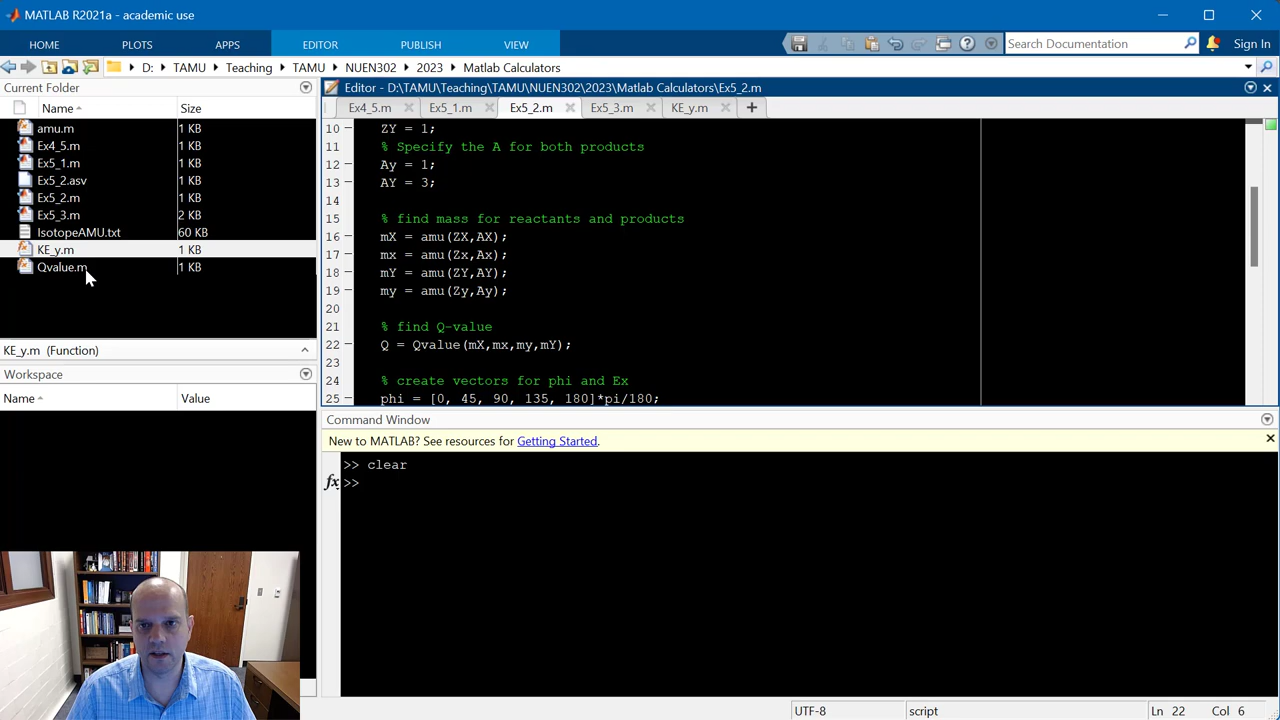 MATLAB R2021a - academic use
HOME PLOTS APPS EDITOR PUBLISH VIEW Search Documentation Sign In
D: TAMU Teaching TAMU NUEN302 2023 Matlab Calculators
Current Folder
Name Size
amu.m 1 KB
Ex4_5.m 1 KB
Ex5_1.m 1 KB
Ex5_2.asv 1 KB
Ex5_2.m 1 KB
Ex5_3.m 2 KB
IsotopeAMU.txt 60 KB
KE_y.m 1 KB
Qvalue.m 1 KB
KE_y.m (Function)
Workspace
Name Value
Editor - D:\TAMU\Teaching\TAMU\NUEN302\2023\Matlab Calculators\Ex5_2.m
Ex4_5.m Ex5_1.m Ex5_2.m Ex5_3.m KE_y.m
10 ZY = 1;
11 % Specify the A for both products
12 Ay = 1;
13 AY = 3;
14
15 % find mass for reactants and products
16 mX = amu(ZX,AX);
17 mx = amu(Zx,Ax);
18 mY = amu(ZY,AY);
19 my = amu(Zy,Ay);
20
21 % find Q-value
22 Q = Qvalue(mX,mx,my,mY);
23
24 % create vectors for phi and Ex
25 phi = [0, 45, 90, 135, 180]*pi/180;
Command Window
New to MATLAB? See resources for Getting Started.
>> clear
fx >>
UTF-8 script Ln 22 Col 6